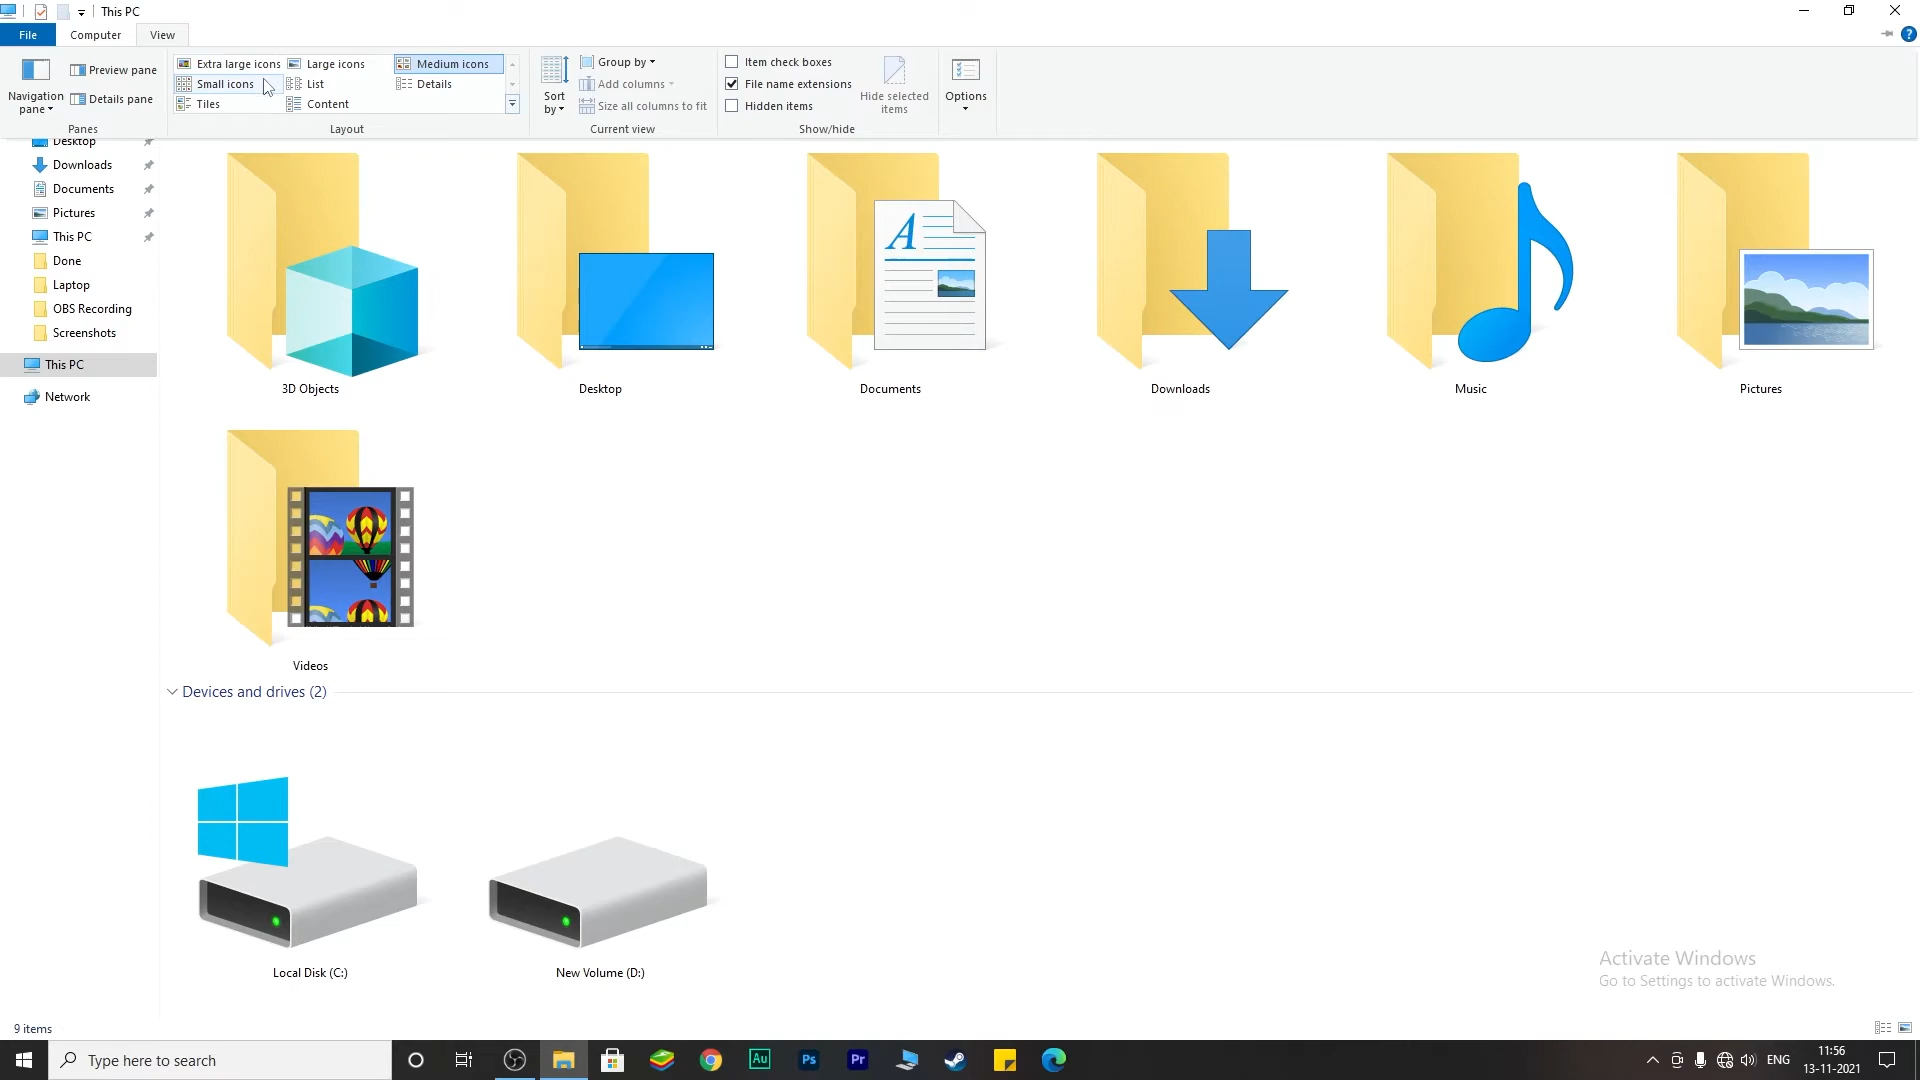 This PC
File
Computer
View
Navigation pane
Preview pane
Details pane
Panes
Extra large icons
Large icons
Medium icons
Small icons
List
Details
Tiles
Content
Layout
Sort by
Group by
Add columns
Size all columns to fit
Current view
Item check boxes
File name extensions
Hidden items
Hide selected items
Show/hide
Options
Desktop
Downloads
Documents
Pictures
This PC
Done
Laptop
OBS Recording
Screenshots
This PC
Network
3D Objects
Desktop
A
Documents
Downloads
Music
Pictures
Videos
Devices and drives (2)
Local Disk (C:)
New Volume (D:)
Activate Windows
Go to Settings to activate Windows.
9 items
Type here to search
Au
Ps
Pr
ENG
11:56
13-11-2021